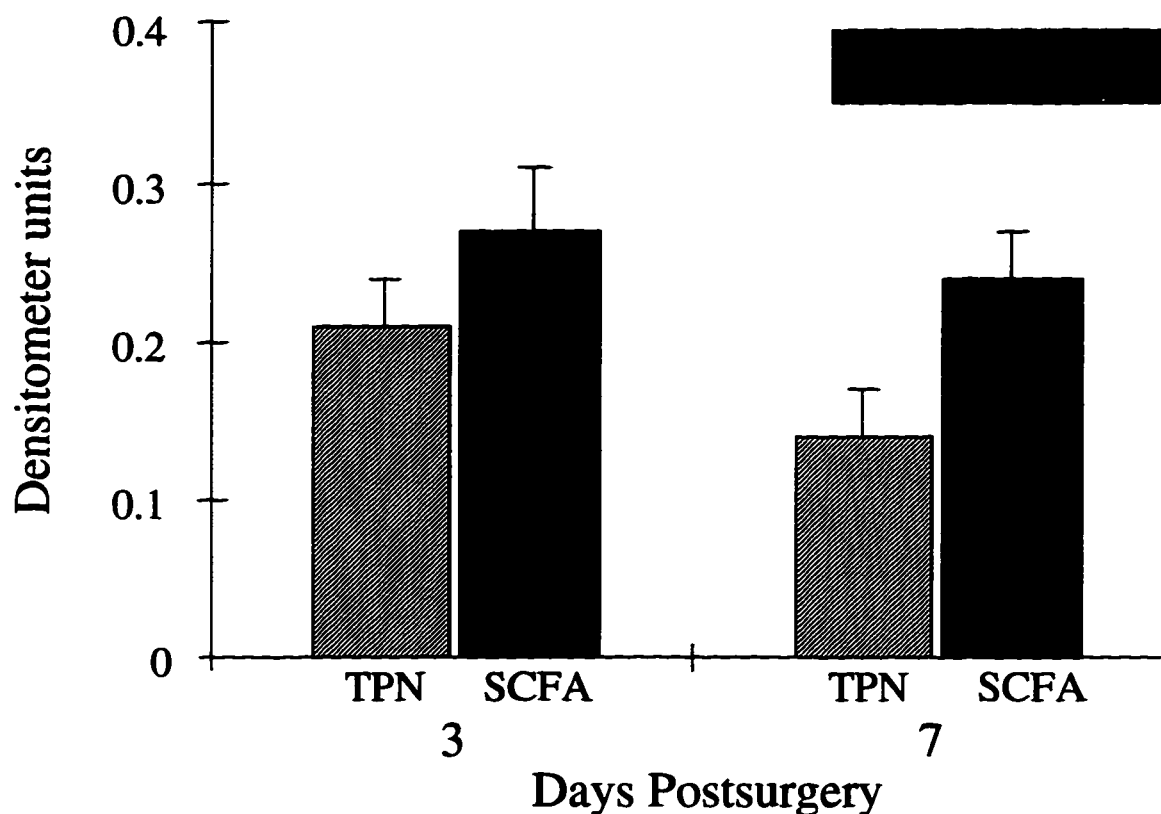 Densitometer units
0.4
0.3
0.2
0.1
0
TPN SCFA TPN SCFA
3 7
Days Postsurgery